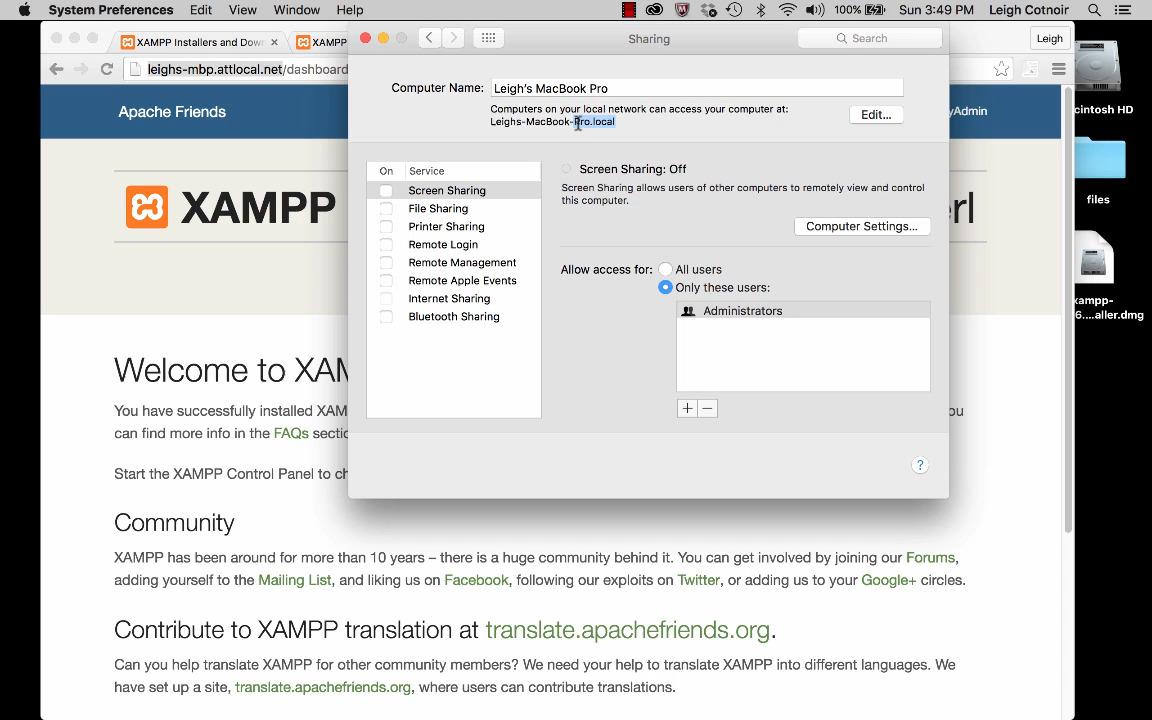 System Preferences Edit View Window Help 100% Sun 3:49 PM Leigh Cotnoir
XAMPP Installers and Dow
XAMPP
Sharing
Search
Leigh
leighs-mbp.attlocal.net/dashboard
Apache Friends
yAdmin
Computer Name: Leigh's MacBook Pro
Computers on your local network can access your computer at:
Leighs-MacBook-Pro.local
Edit...
cintosh HD
files
xampp-
6....aller.dmg
XAMPP
erl
On Service
Screen Sharing
File Sharing
Printer Sharing
Remote Login
Remote Management
Remote Apple Events
Internet Sharing
Bluetooth Sharing
Screen Sharing: Off
Screen Sharing allows users of other computers to remotely view and control
this computer.
Computer Settings...
Allow access for: All users
Only these users:
Administrators
+ −
?
Welcome to XAM
You have successfully installed XAM
ou
can find more info in the FAQs sectio
Start the XAMPP Control Panel to ch
Community
XAMPP has been around for more than 10 years – there is a huge community behind it. You can get involved by joining our Forums,
adding yourself to the Mailing List, and liking us on Facebook, following our exploits on Twitter, or adding us to your Google+ circles.
Contribute to XAMPP translation at translate.apachefriends.org.
Can you help translate XAMPP for other community members? We need your help to translate XAMPP into different languages. We
have set up a site, translate.apachefriends.org, where users can contribute translations.